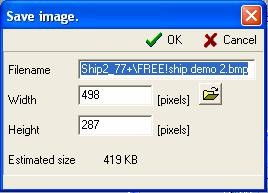 Save image.
OK Cancel
Filename Ship2_77+\FREE!ship demo 2.bmp
Width 498 [pixels]
Height 287 [pixels]
Estimated size 419 KB